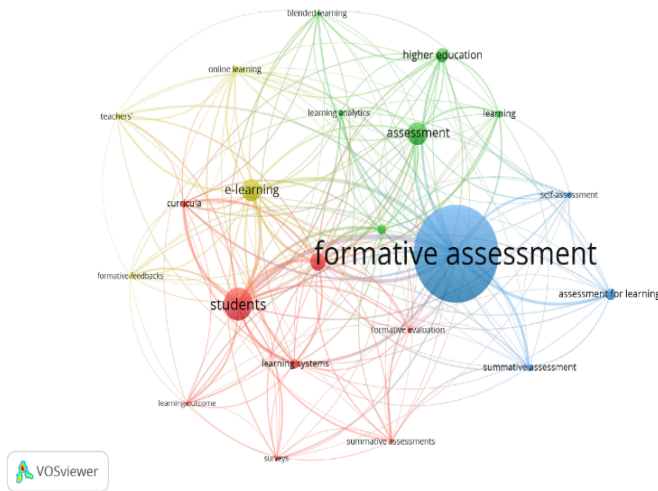 blended learning
higher education
online learning
learning analytics
learning
teachers'
assessment
e-learning
self-assessment
curricula
formative assessment
formative feedbacks
assessment for learning
students
formative evaluation
learning systems
summative assessment
learning outcome
summative assessments
surveys
VOSviewer